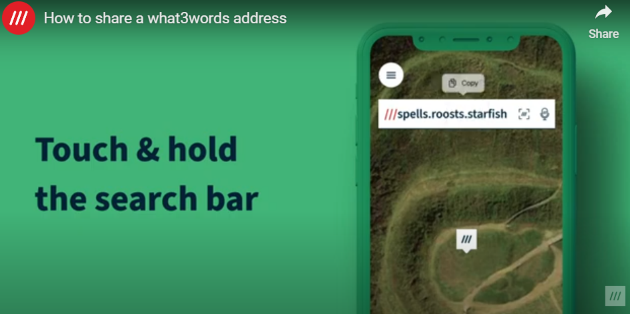 How to share a what3words address
Share
Copy
///spells.roosts.starfish
Touch & hold
the search bar